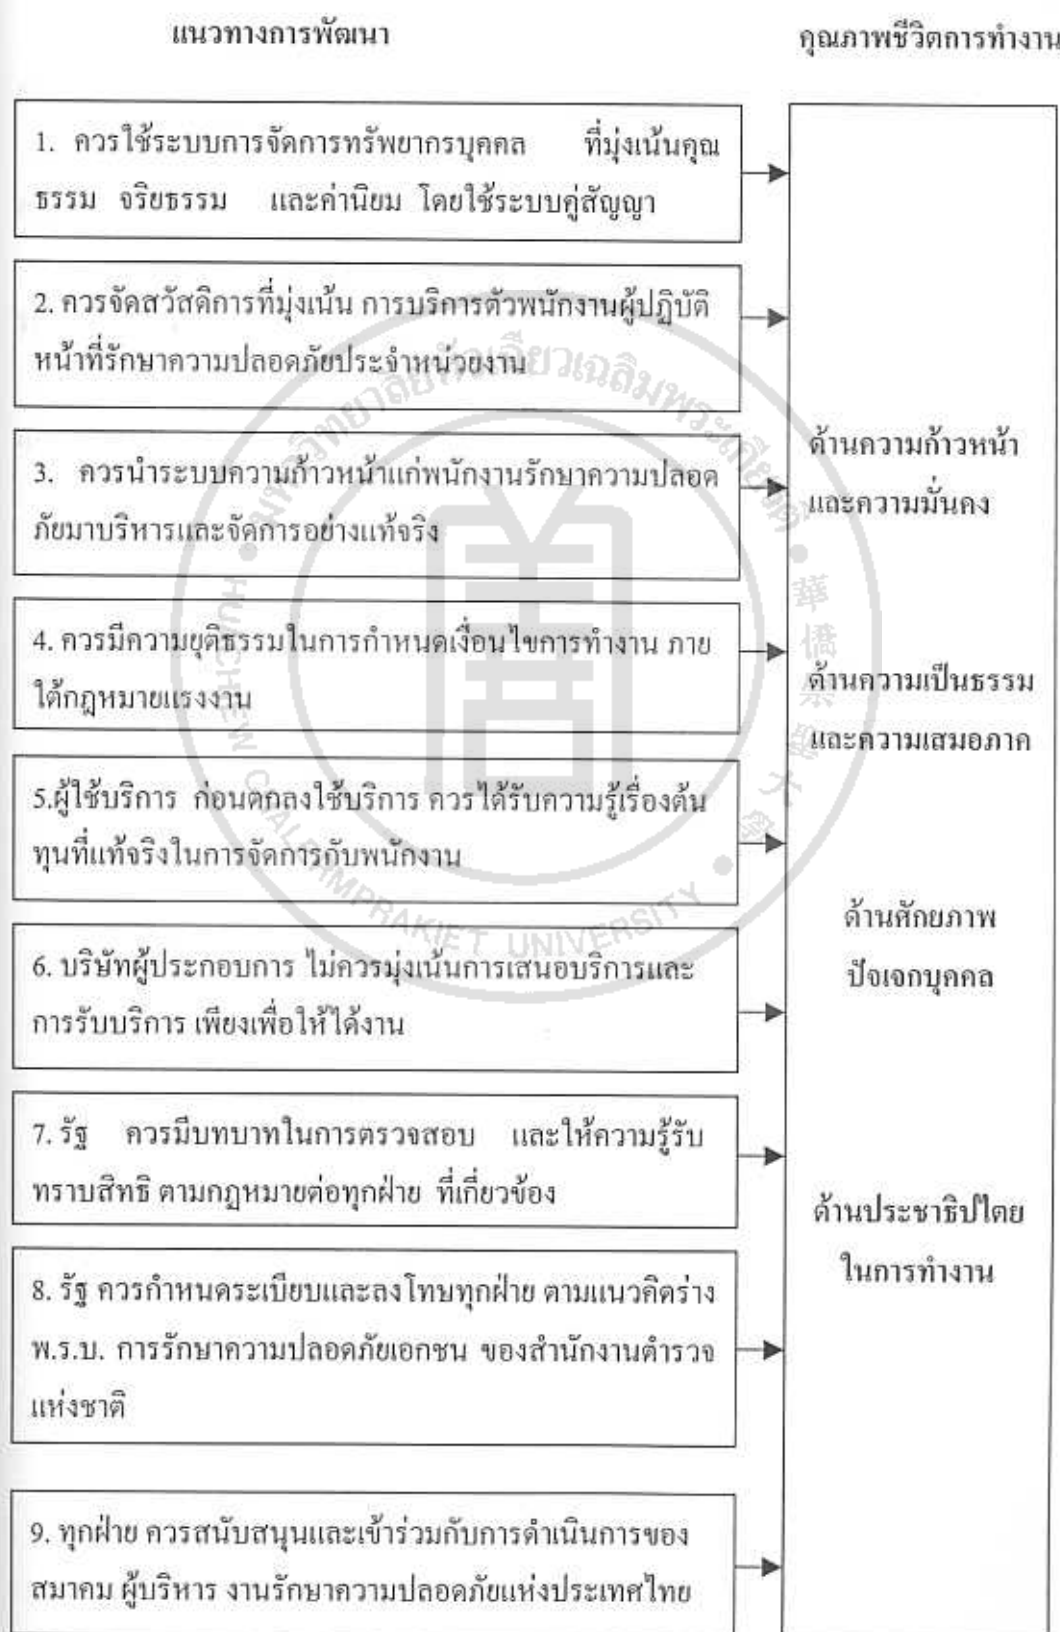 แนวทางการพัฒนา
คุณภาพชีวิตการทำงาน
1. ควรใช้ระบบการจัดการทรัพยากรบุคคล ที่มุ่งเน้นคุณ
ธรรม จริยธรรม และค่านิยม โดยใช้ระบบคู่สัญญา
2. ควรจัดสวัสดิการที่มุ่งเน้น การบริการตัวพนักงานผู้ปฏิบัติ
หน้าที่รักษาความปลอดภัยประจำหน่วยงาน
3. ควรนำระบบความก้าวหน้าแก่พนักงานรักษาความปลอด
ภัยมาบริหารและจัดการอย่างแท้จริง
4. ควรมีความยุติธรรมในการกำหนดเงื่อนไขการทำงาน ภาย
ใต้กฎหมายแรงงาน
5.ผู้ใช้บริการ ก่อนตกลงใช้บริการ ควรได้รับความรู้เรื่องต้น
ทุนที่แท้จริงในการจัดการกับพนักงาน
6. บริษัทผู้ประกอบการ ไม่ควรมุ่งเน้นการเสนอบริการและ
การรับบริการ เพียงเพื่อให้ได้งาน
7. รัฐ ควรมีบทบาทในการตรวจสอบ และให้ความรู้รับ
ทราบสิทธิ ตามกฎหมายต่อทุกฝ่าย ที่เกี่ยวข้อง
8. รัฐ ควรกำหนดระเบียบและลงโทษทุกฝ่าย ตามแนวคิดร่าง
พ.ร.บ. การรักษาความปลอดภัยเอกชน ของสำนักงานตำรวจ
แห่งชาติ
9. ทุกฝ่าย ควรสนับสนุนและเข้าร่วมกับการดำเนินการของ
สมาคม ผู้บริหาร งานรักษาความปลอดภัยแห่งประเทศไทย
ด้านความก้าวหน้า
และความมั่นคง
ด้านความเป็นธรรม
และความเสมอภาค
ด้านศักยภาพ
ปัจเจกบุคคล
ด้านประชาธิปไตย
ในการทำงาน
มหาวิทยาลัยหัวเฉียวเฉลิมพระเกียรติ
HUACHIEW CHALERMPRAKIET UNIVERSITY
華僑崇聖大學